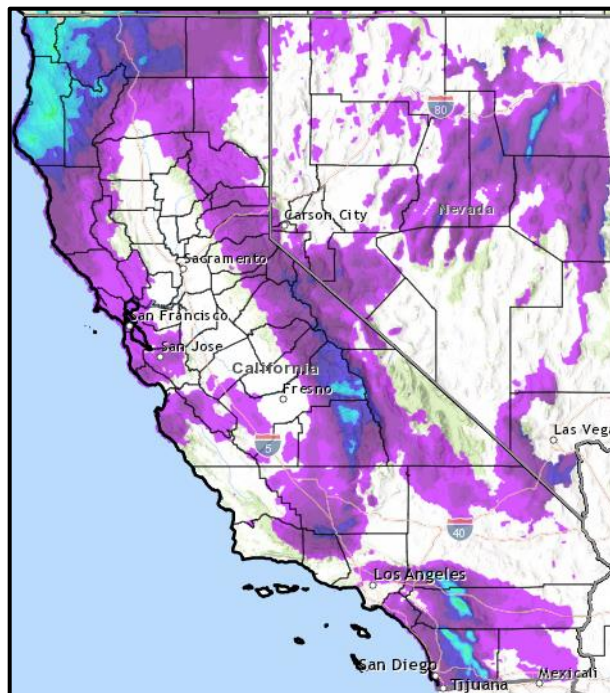 80
Nevada
Carson City
Sacramento
San Francisco
San Jose
California
Fresno
5
Las Vega
40
Los Angeles
San Diego
Tijuana
Mexicali